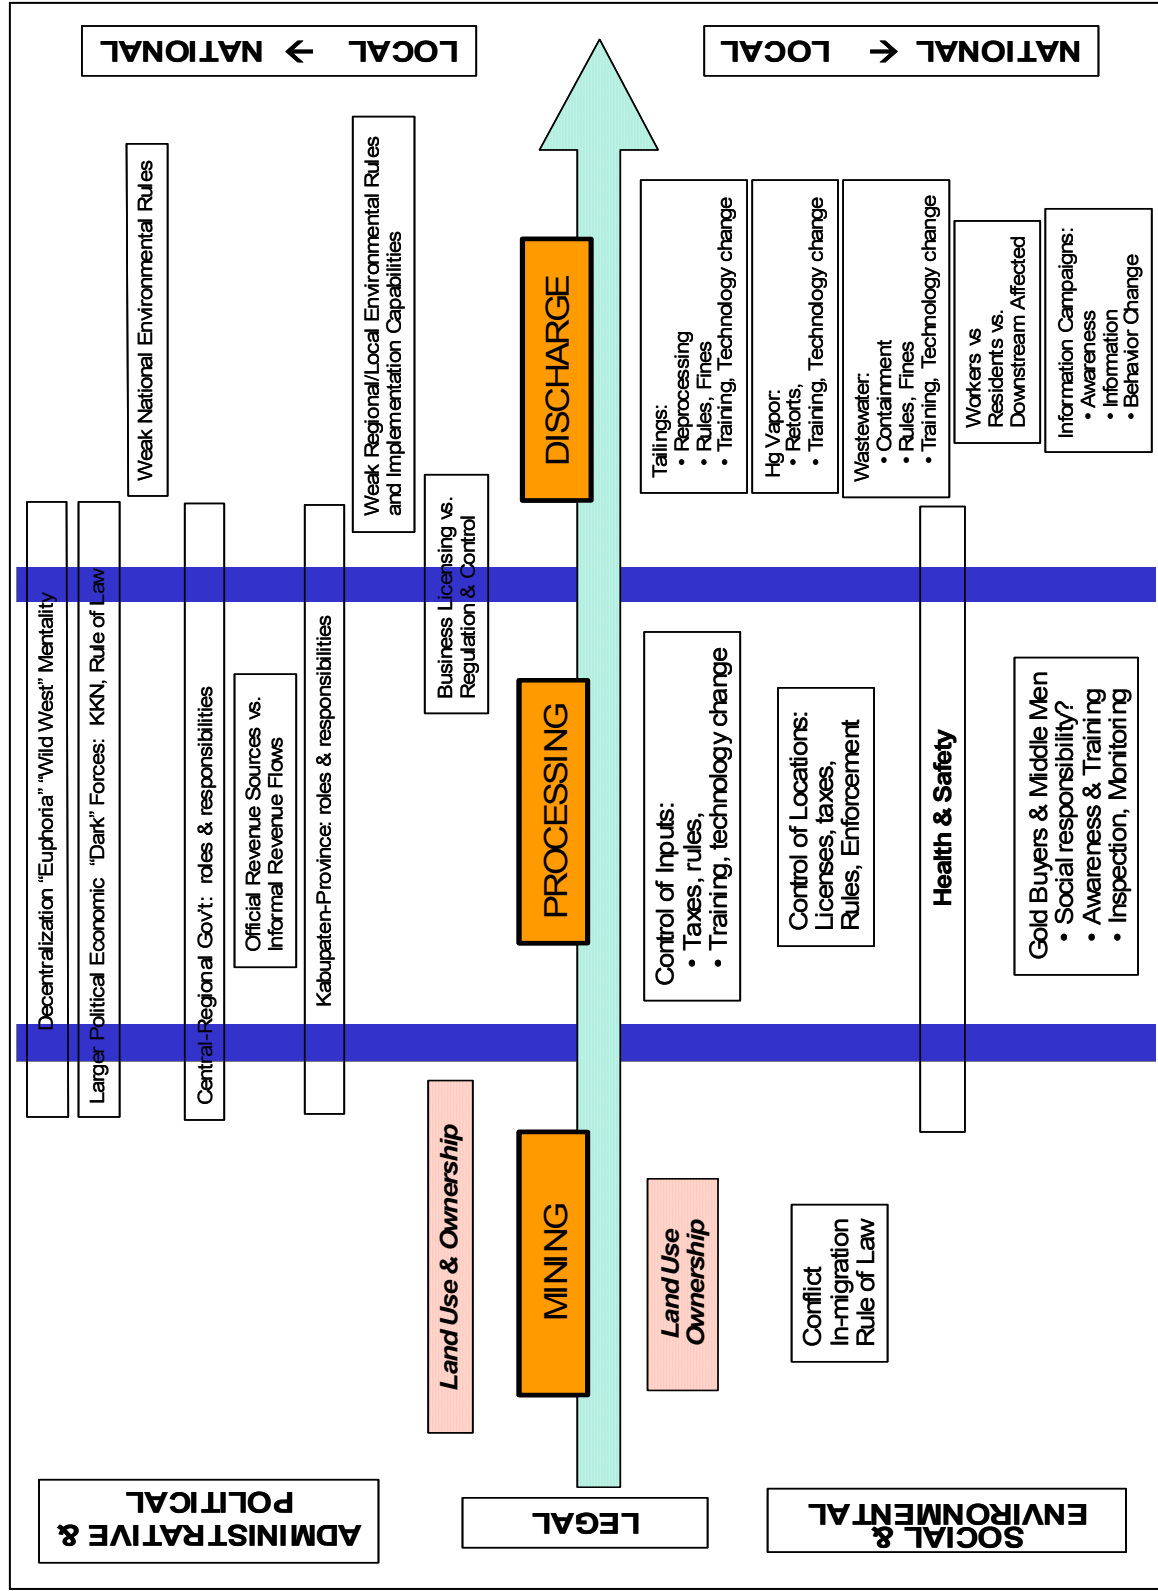 ADMINISTRATIVE &
POLITICAL
LEGAL
SOCIAL &
ENVIRONMENTAL
LOCAL → NATIONAL
NATIONAL → LOCAL
Decentralization "Euphoria" "Wild West" Mentality
Larger Political Economic "Dark" Forces: KKN, Rule of Law
Weak National Environmental Rules
Central-Regional Gov't: roles & responsibilities
Official Revenue Sources vs.
Informal Revenue Flows
Kabupaten-Province: roles & responsibilities
Weak Regional/Local Environmental Rules
and Implementation Capabilities
Land Use & Ownership
Business Licensing vs.
Regulation & Control
MINING
PROCESSING
DISCHARGE
Land Use
Ownership
Conflict
In-migration
Rule of Law
Control of Inputs:
• Taxes, rules,
• Training, technology change
Control of Locations:
Licenses, taxes,
Rules, Enforcement
Health & Safety
Gold Buyers & Middle Men
• Social responsibility?
• Awareness & Training
• Inspection, Monitoring
Tailings:
• Reprocessing
• Rules, Fines
• Training, Technology change
Hg Vapor:
• Retorts,
• Training, Technology change
Wastewater:
• Containment
• Rules, Fines
• Training, Technology change
Workers vs
Residents vs.
Downstream Affected
Information Campaigns:
• Awareness
• Information
• Behavior Change